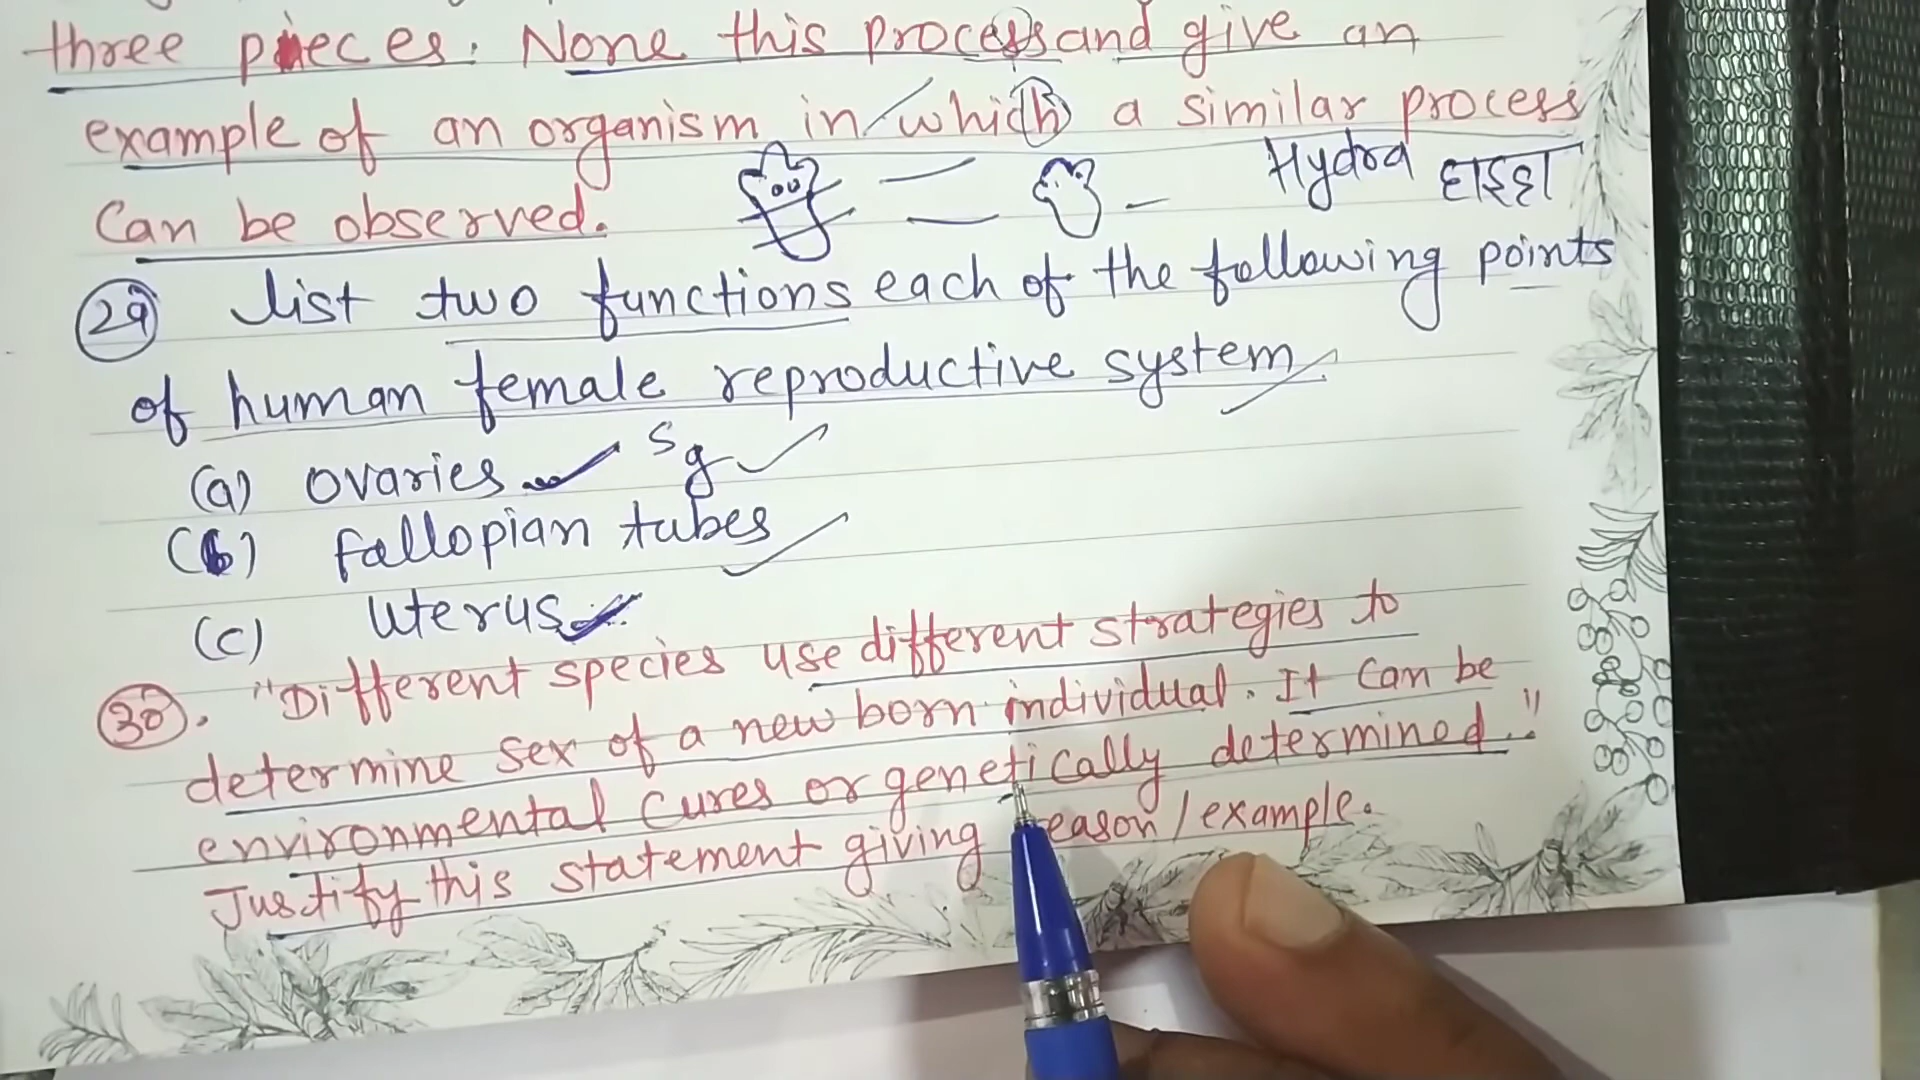 three pieces. None this process and give an
example of an organism in which a similar process
Can be observed.
Hydra हाइड्रा
29 List two functions each of the following points
of human female reproductive system
(a) ovaries
(b) fallopian tubes
(c) uterus
30. "Different species use different strategies to
determine sex of a new born individual. It can be
environmental cures or genetically determined."
Justify this statement giving reason / example.